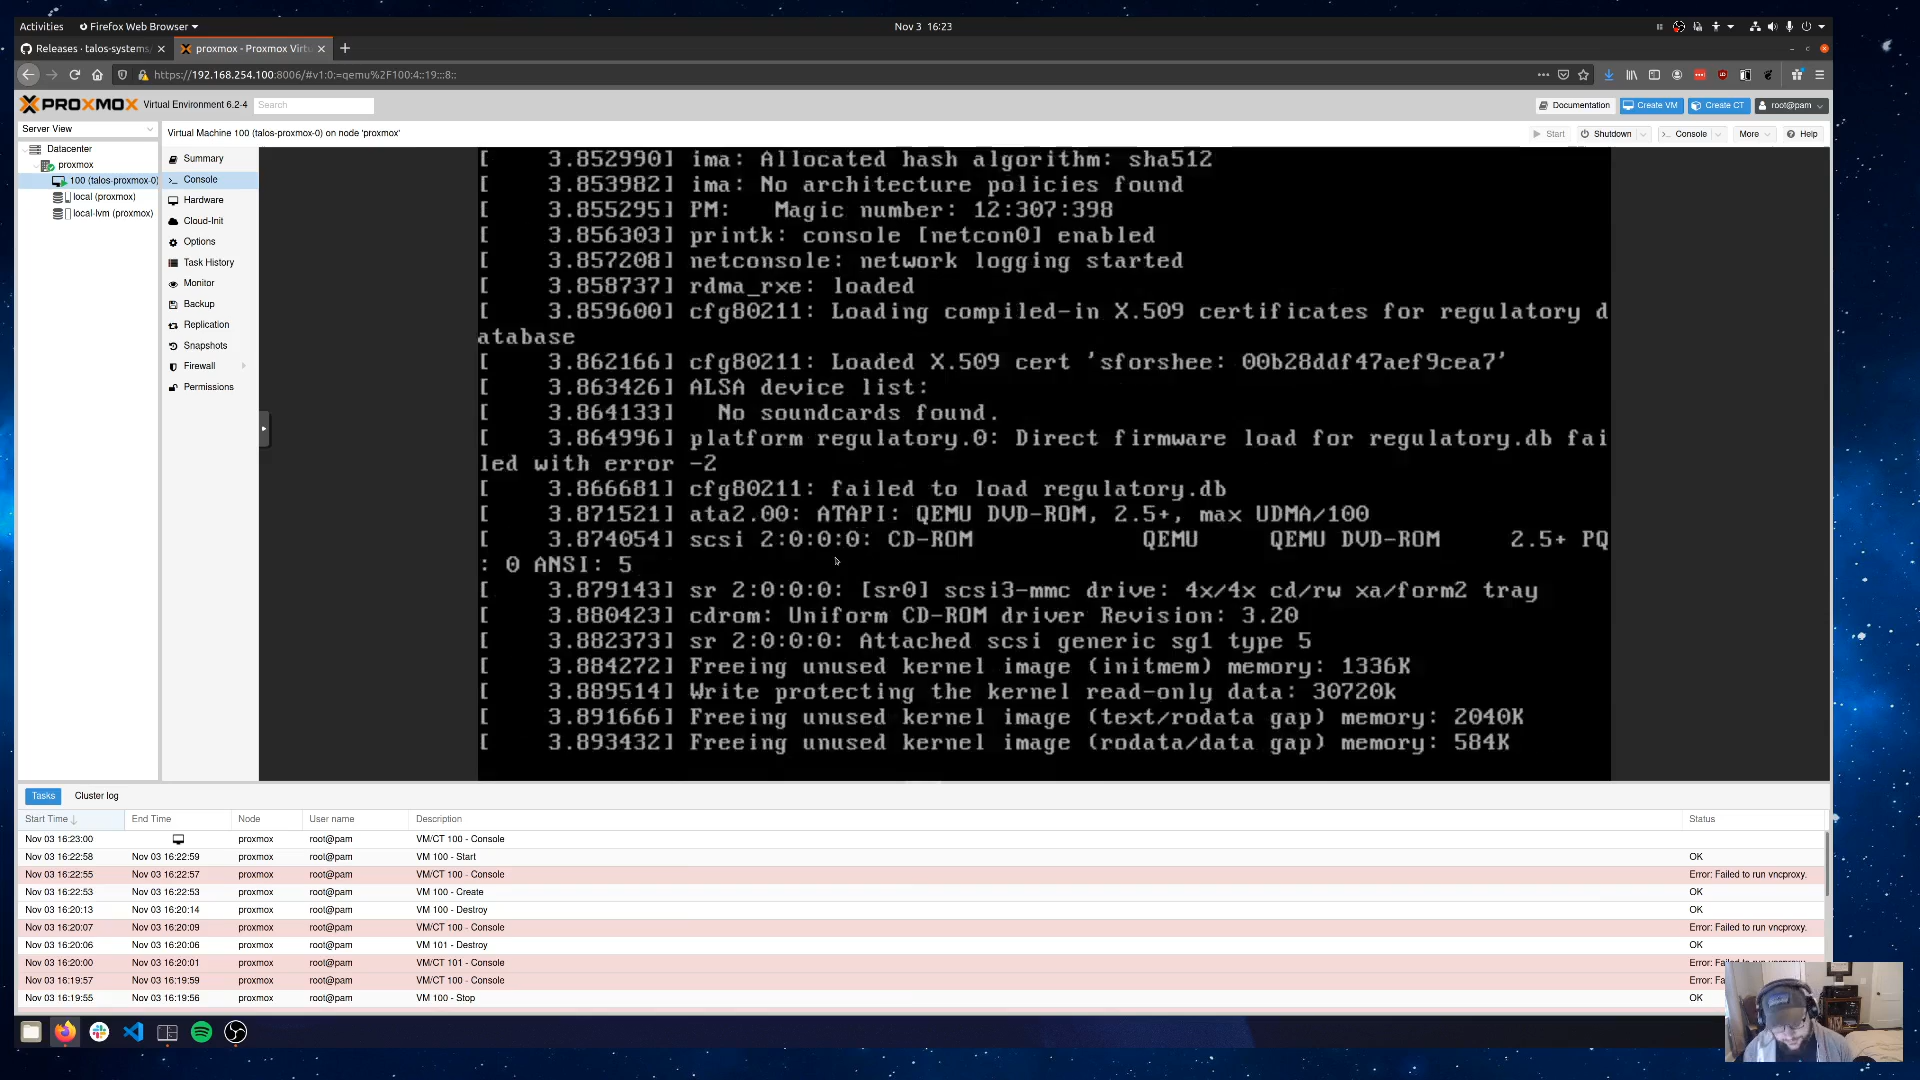 Activities
Firefox Web Browser
Nov 3 16:23
Releases · talos-systems/
proxmox - Proxmox Virtu
https://192.168.254.100:8006/#v1:0:=qemu%2F100:4::19:::8::
PROXMOX
Virtual Environment 6.2-4
Search
Documentation
Create VM
Create CT
root@pam
Server View
Virtual Machine 100 (talos-proxmox-0) on node 'proxmox'
Start
Shutdown
Console
More
Help
Datacenter
proxmox
100 (talos-proxmox-0)
local (proxmox)
local-lvm (proxmox)
Summary
Console
Hardware
Cloud-Init
Options
Task History
Monitor
Backup
Replication
Snapshots
Firewall
Permissions
[    3.852990] ima: Allocated hash algorithm: sha512
[    3.853982] ima: No architecture policies found
[    3.855295] PM:   Magic number: 12:307:398
[    3.856303] printk: console [netcon0] enabled
[    3.857208] netconsole: network logging started
[    3.858737] rdma_rxe: loaded
[    3.859600] cfg80211: Loading compiled-in X.509 certificates for regulatory d
atabase
[    3.862166] cfg80211: Loaded X.509 cert 'sforshee: 00b28ddf47aef9cea7'
[    3.863426] ALSA device list:
[    3.864133]   No soundcards found.
[    3.864996] platform regulatory.0: Direct firmware load for regulatory.db fai
led with error -2
[    3.866681] cfg80211: failed to load regulatory.db
[    3.871521] ata2.00: ATAPI: QEMU DVD-ROM, 2.5+, max UDMA/100
[    3.874054] scsi 2:0:0:0: CD-ROM            QEMU     QEMU DVD-ROM     2.5+ PQ
: 0 ANSI: 5
[    3.879143] sr 2:0:0:0: [sr0] scsi3-mmc drive: 4x/4x cd/rw xa/form2 tray
[    3.880423] cdrom: Uniform CD-ROM driver Revision: 3.20
[    3.882373] sr 2:0:0:0: Attached scsi generic sg1 type 5
[    3.884272] Freeing unused kernel image (initmem) memory: 1336K
[    3.889514] Write protecting the kernel read-only data: 30720k
[    3.891666] Freeing unused kernel image (text/rodata gap) memory: 2040K
[    3.893432] Freeing unused kernel image (rodata/data gap) memory: 584K
Tasks
Cluster log
Start Time End Time Node User name Description Status
Nov 03 16:23:00 proxmox root@pam VM/CT 100 - Console
Nov 03 16:22:58 Nov 03 16:22:59 proxmox root@pam VM 100 - Start OK
Nov 03 16:22:55 Nov 03 16:22:57 proxmox root@pam VM/CT 100 - Console Error: Failed to run vncproxy.
Nov 03 16:22:53 Nov 03 16:22:53 proxmox root@pam VM 100 - Create OK
Nov 03 16:20:13 Nov 03 16:20:14 proxmox root@pam VM 100 - Destroy OK
Nov 03 16:20:07 Nov 03 16:20:09 proxmox root@pam VM/CT 100 - Console Error: Failed to run vncproxy.
Nov 03 16:20:06 Nov 03 16:20:06 proxmox root@pam VM 101 - Destroy OK
Nov 03 16:20:00 Nov 03 16:20:01 proxmox root@pam VM/CT 101 - Console Error:
Nov 03 16:19:57 Nov 03 16:19:59 proxmox root@pam VM/CT 100 - Console Error:
Nov 03 16:19:55 Nov 03 16:19:56 proxmox root@pam VM 100 - Stop OK